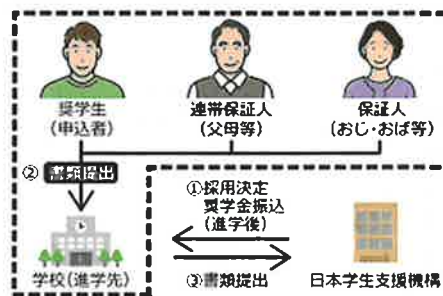 奨学生
(申込者)
連帯保証人
(父母等)
保証人
(おじ・おば等)
② 書類提出
①採用決定
奨学金振込
(進学後)
学校(進学先)
③書類提出
日本学生支援機構